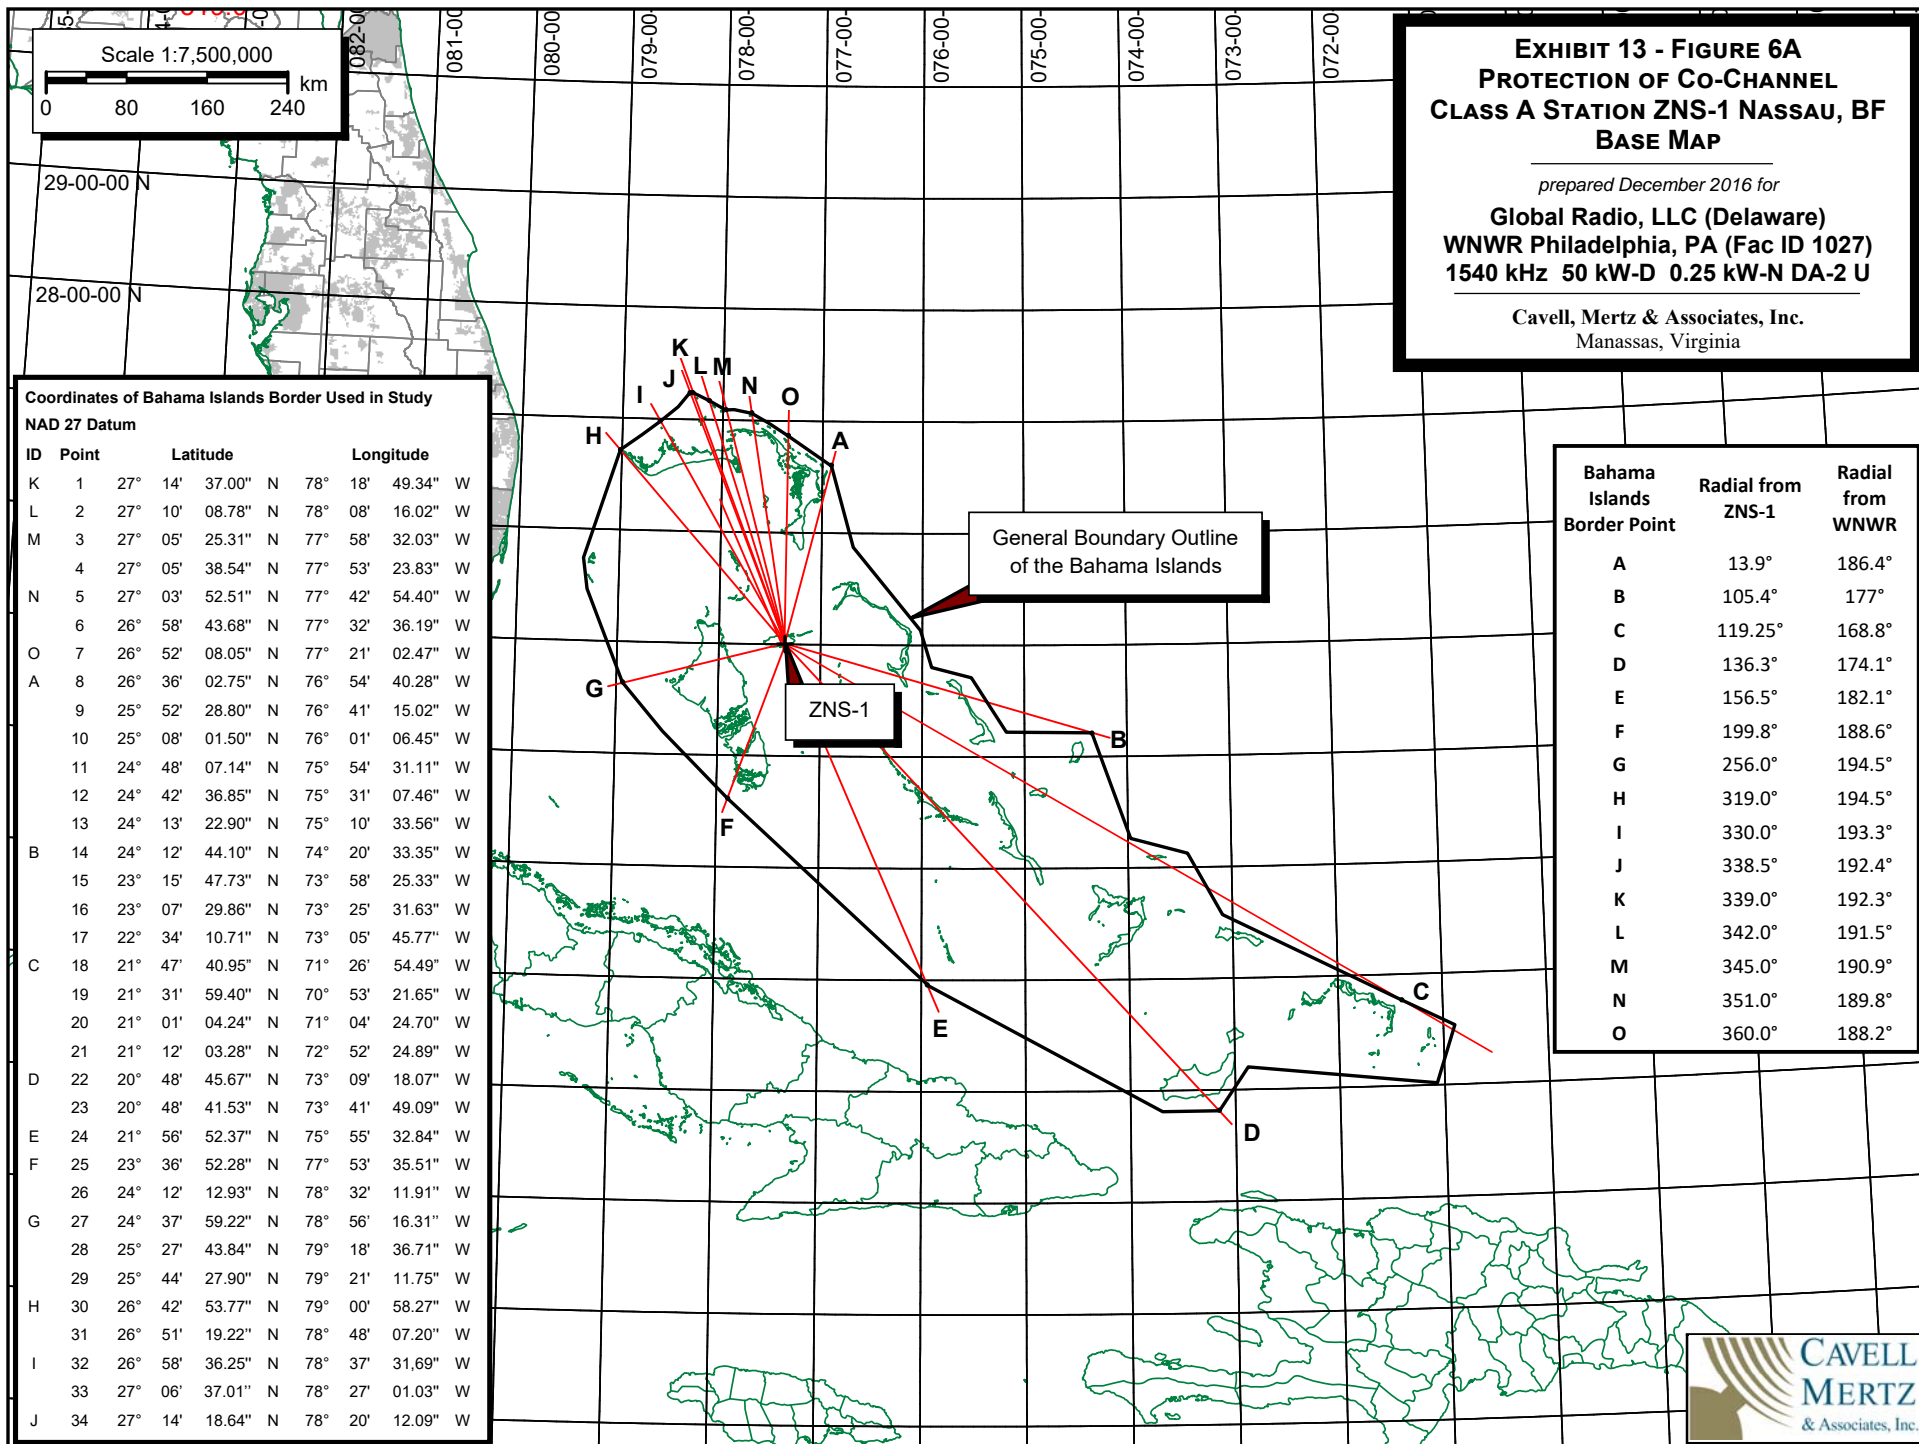 Scale 1:7,500,000
km
0 80 160 240
082-00
081-00
080-00
079-00
078-00
077-00
076-00
075-00
074-00
073-00
072-00
29-00-00 N
28-00-00 N
EXHIBIT 13 - FIGURE 6A
PROTECTION OF CO-CHANNEL
CLASS A STATION ZNS-1 NASSAU, BF
BASE MAP
prepared December 2016 for
Global Radio, LLC (Delaware)
WNWR Philadelphia, PA (Fac ID 1027)
1540 kHz 50 kW-D 0.25 kW-N DA-2 U
Cavell, Mertz & Associates, Inc.
Manassas, Virginia
K
J
L
M
I
N
O
H
A
G
F
E
B
C
D
General Boundary Outline
of the Bahama Islands
ZNS-1
Coordinates of Bahama Islands Border Used in Study
NAD 27 Datum
ID Point Latitude Longitude
K 1 27° 14' 37.00" N 78° 18' 49.34" W
L 2 27° 10' 08.78" N 78° 08' 16.02" W
M 3 27° 05' 25.31" N 77° 58' 32.03" W
4 27° 05' 38.54" N 77° 53' 23.83" W
N 5 27° 03' 52.51" N 77° 42' 54.40" W
6 26° 58' 43.68" N 77° 32' 36.19" W
O 7 26° 52' 08.05" N 77° 21' 02.47" W
A 8 26° 36' 02.75" N 76° 54' 40.28" W
9 25° 52' 28.80" N 76° 41' 15.02" W
10 25° 08' 01.50" N 76° 01' 06.45" W
11 24° 48' 07.14" N 75° 54' 31.11" W
12 24° 42' 36.85" N 75° 31' 07.46" W
13 24° 13' 22.90" N 75° 10' 33.56" W
B 14 24° 12' 44.10" N 74° 20' 33.35" W
15 23° 15' 47.73" N 73° 58' 25.33" W
16 23° 07' 29.86" N 73° 25' 31.63" W
17 22° 34' 10.71" N 73° 05' 45.77" W
C 18 21° 47' 40.95" N 71° 26' 54.49" W
19 21° 31' 59.40" N 70° 53' 21.65" W
20 21° 01' 04.24" N 71° 04' 24.70" W
21 21° 12' 03.28" N 72° 52' 24.89" W
D 22 20° 48' 45.67" N 73° 09' 18.07" W
23 20° 48' 41.53" N 73° 41' 49.09" W
E 24 21° 56' 52.37" N 75° 55' 32.84" W
F 25 23° 36' 52.28" N 77° 53' 35.51" W
26 24° 12' 12.93" N 78° 32' 11.91" W
G 27 24° 37' 59.22" N 78° 56' 16.31" W
28 25° 27' 43.84" N 79° 18' 36.71" W
29 25° 44' 27.90" N 79° 21' 11.75" W
H 30 26° 42' 53.77" N 79° 00' 58.27" W
31 26° 51' 19.22" N 78° 48' 07.20" W
I 32 26° 58' 36.25" N 78° 37' 31,69" W
33 27° 06' 37.01" N 78° 27' 01.03" W
J 34 27° 14' 18.64" N 78° 20' 12.09" W
Bahama Islands Border Point Radial from ZNS-1 Radial from WNWR
A 13.9° 186.4°
B 105.4° 177°
C 119.25° 168.8°
D 136.3° 174.1°
E 156.5° 182.1°
F 199.8° 188.6°
G 256.0° 194.5°
H 319.0° 194.5°
I 330.0° 193.3°
J 338.5° 192.4°
K 339.0° 192.3°
L 342.0° 191.5°
M 345.0° 190.9°
N 351.0° 189.8°
O 360.0° 188.2°
CAVELL
MERTZ
& Associates, Inc.